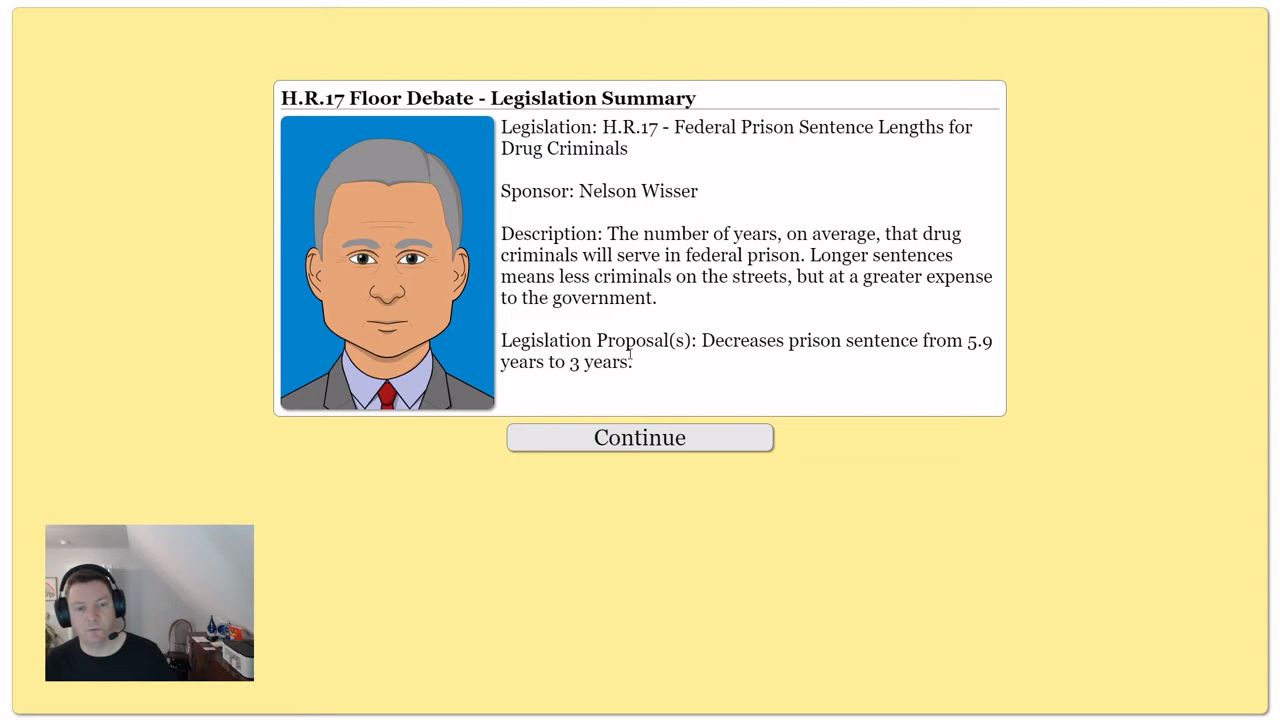 H.R.17 Floor Debate - Legislation Summary
Legislation: H.R.17 - Federal Prison Sentence Lengths for
Drug Criminals
Sponsor: Nelson Wisser
Description: The number of years, on average, that drug
criminals will serve in federal prison. Longer sentences
means less criminals on the streets, but at a greater expense
to the government.
Legislation Proposal(s): Decreases prison sentence from 5.9
years to 3 years.
Continue